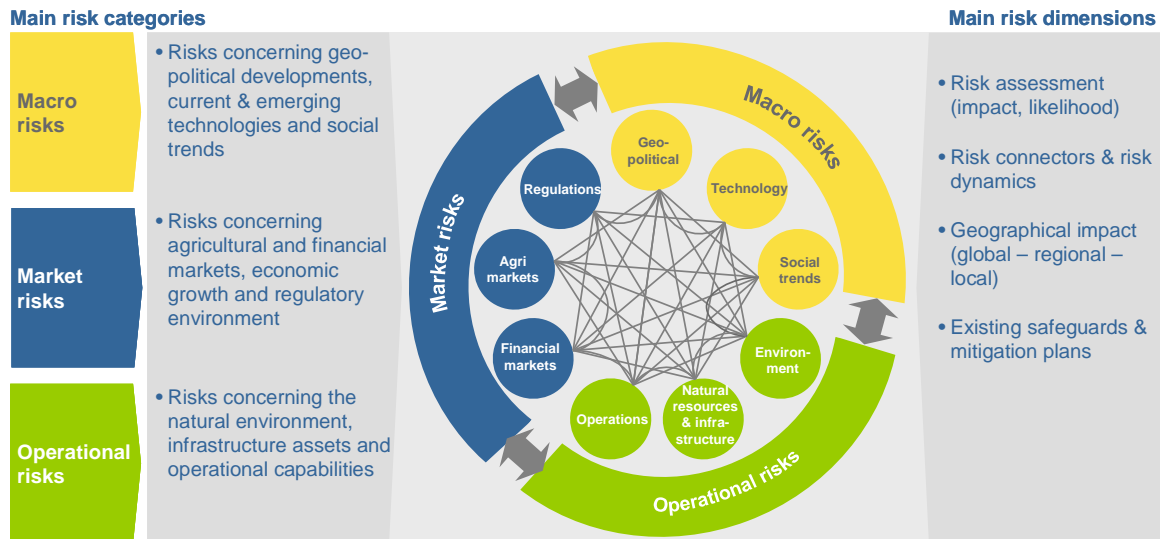 Main risk categories
Main risk dimensions
Macro
risks
• Risks concerning geo-
political developments,
current & emerging
technologies and social
trends
Market
risks
• Risks concerning
agricultural and financial
markets, economic
growth and regulatory
environment
Operational
risks
• Risks concerning the
natural environment,
infrastructure assets and
operational capabilities
Macro risks
Market risks
Operational risks
Geo-
political
Technology
Social
trends
Environ-
ment
Natural
resources
& infra-
structure
Operations
Financial
markets
Agri
markets
Regulations
• Risk assessment
(impact, likelihood)
• Risk connectors & risk
dynamics
• Geographical impact
(global – regional –
local)
• Existing safeguards &
mitigation plans